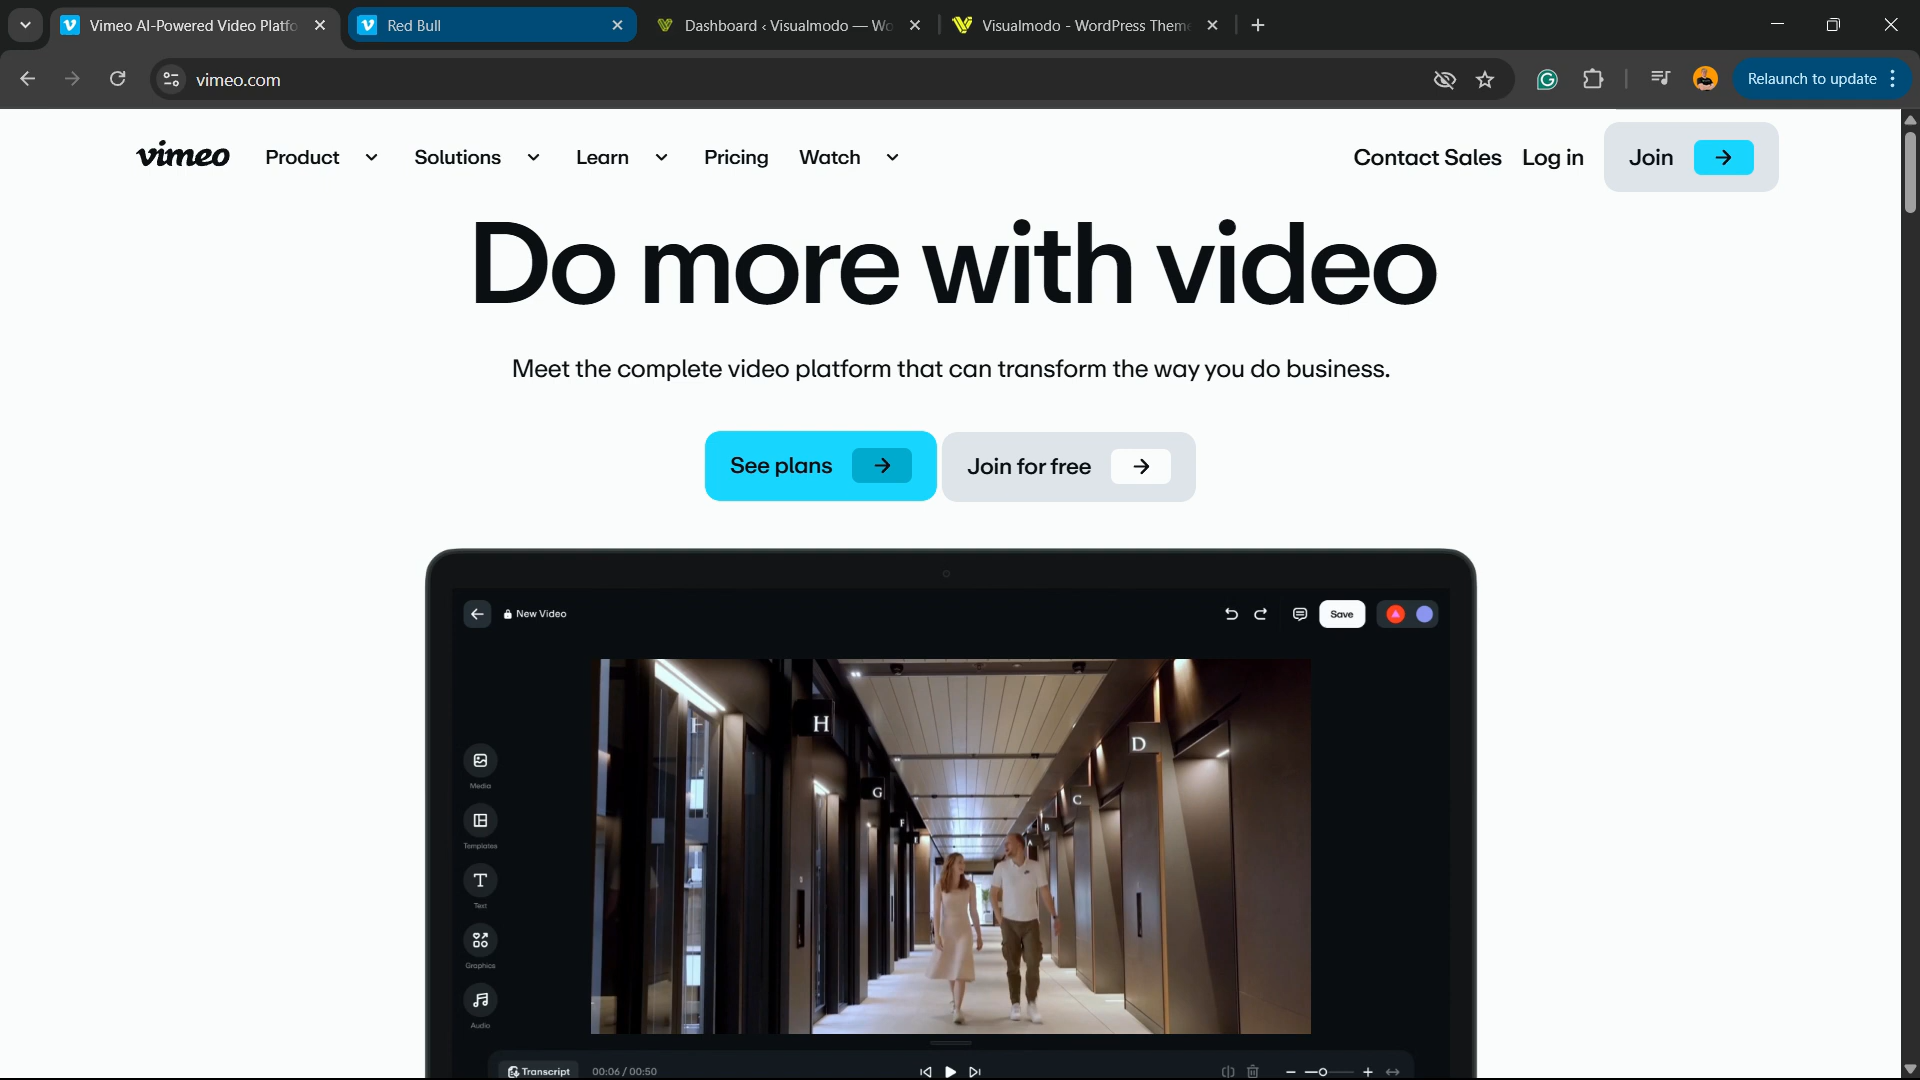 Vimeo AI-Powered Video Platfo
Red Bull
Dashboard ‹ Visualmodo — Wo
Visualmodo - WordPress Theme
vimeo.com
Relaunch to update
vimeo
Product
Solutions
Learn
Pricing
Watch
Contact Sales
Log in
Join
Do more with video
Meet the complete video platform that can transform the way you do business.
See plans
Join for free
New Video
Save
Media
Templates
Text
Graphics
Audio
H
G
F
E
D
C
B
A
Transcript
00:06 / 00:50